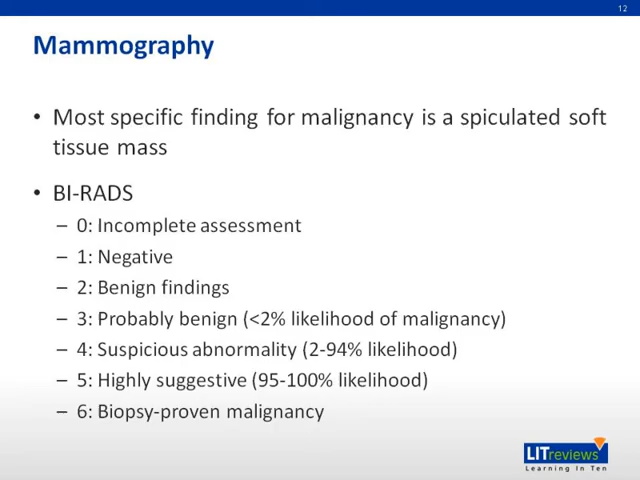 12
Mammography
• Most specific finding for malignancy is a spiculated soft
tissue mass
• BI-RADS
– 0: Incomplete assessment
– 1: Negative
– 2: Benign findings
– 3: Probably benign (<2% likelihood of malignancy)
– 4: Suspicious abnormality (2-94% likelihood)
– 5: Highly suggestive (95-100% likelihood)
– 6: Biopsy-proven malignancy
LITreviews
Learning In Ten